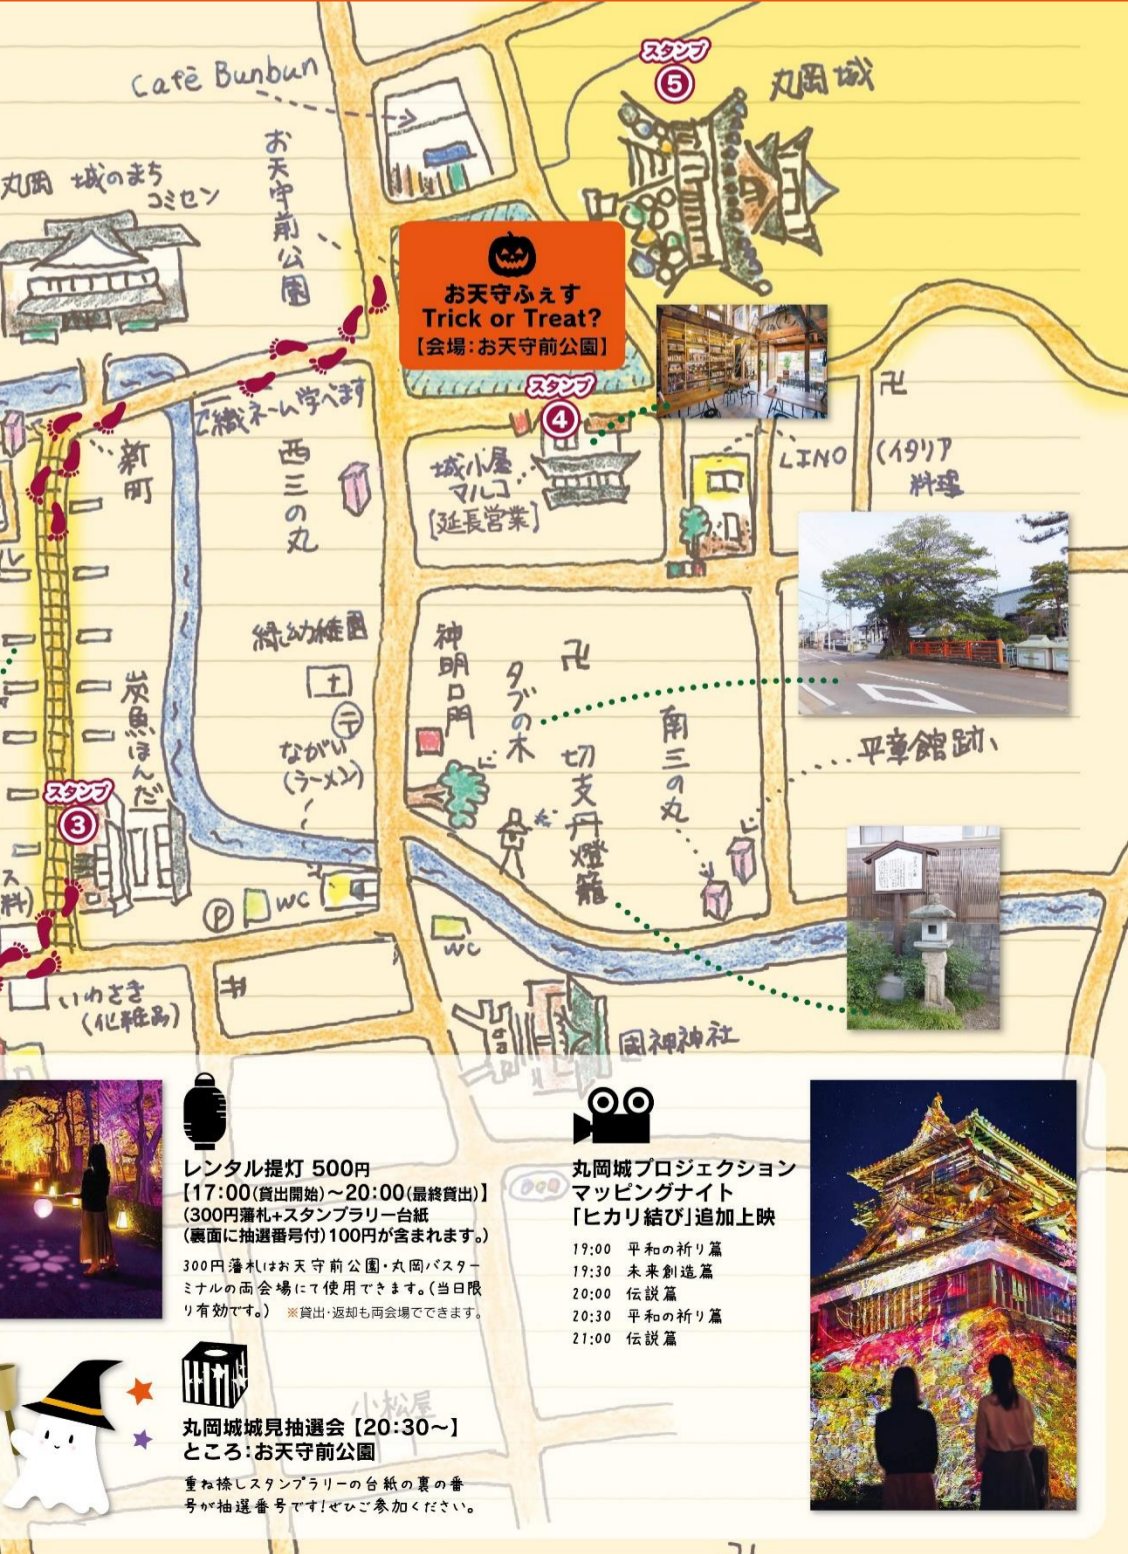 Cafē Bunbun
スタンプ
⑤
丸岡城
お天守前公園
丸岡 城のまち
コミセン
お天守ふぇす
Trick or Treat?
【会場：お天守前公園】
スタンプ
④
卍
織ネーム学べます
新町
西三の丸
城小屋
マルコ
[延長営業]
LINO (イタリア
料理
ル
緑幼稚園
〒
神明口門
タブの木
卍
南三の丸
切支丹燈籠
平章館跡
炭魚ほんだ
ながい
(ラーメン)
スタンプ
③
ス
料)
P
WC
WC
いわさき
(化粧品)
國神神社
レンタル提灯 500円
【17:00(貸出開始)～20:00(最終貸出)】
(300円藩札+スタンプラリー台紙
(裏面に抽選番号付)100円が含まれます。)
300円藩札はお天守前公園・丸岡バスター
ミナルの両会場にて使用できます。(当日限
り有効です。) ※貸出・返却も両会場でできます。
丸岡城プロジェクション
マッピングナイト
「ヒカリ結び」追加上映
19:00 平和の祈り篇
19:30 未来創造篇
20:00 伝説篇
20:30 平和の祈り篇
21:00 伝説篇
小松屋
丸岡城城見抽選会【20:30～】
ところ：お天守前公園
重ね捺しスタンプラリーの台紙の裏の番
号が抽選番号です!ぜひご参加ください。